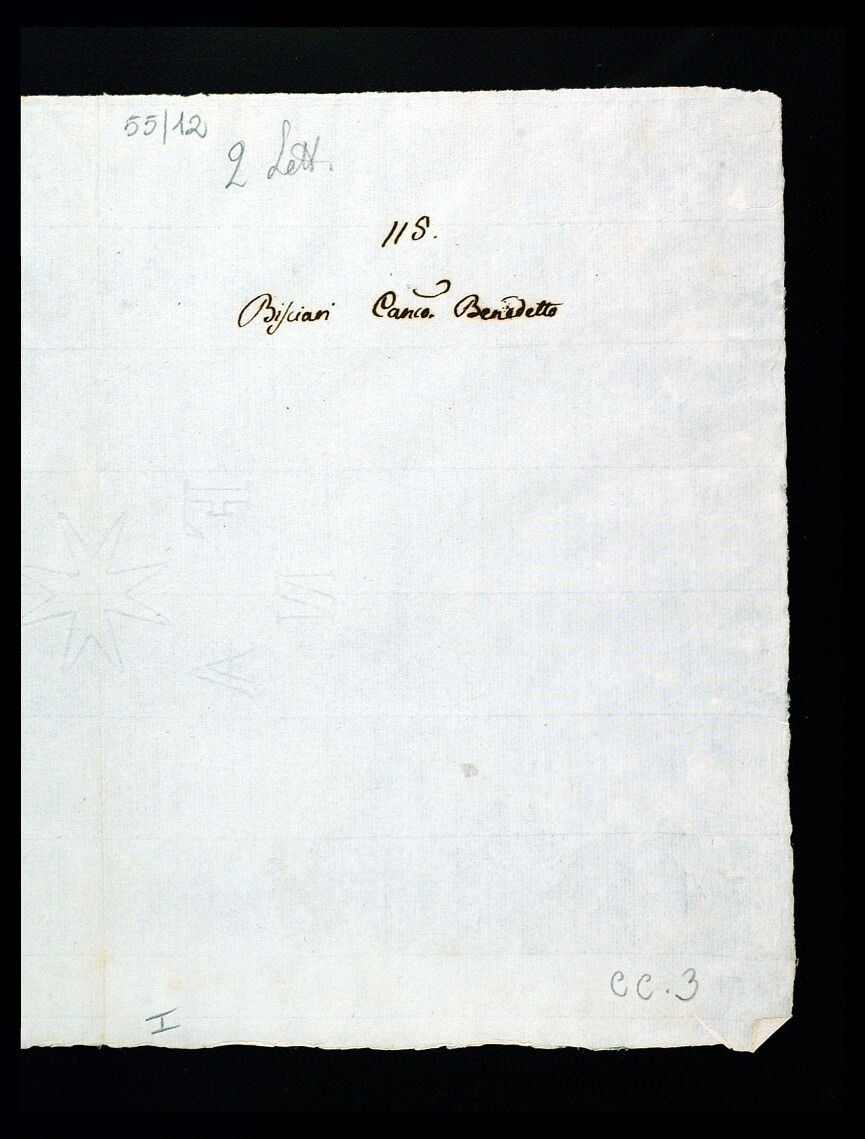 55/12
2 Lett.
118.
Bisciari Canco. Benedetto
CC.3
I